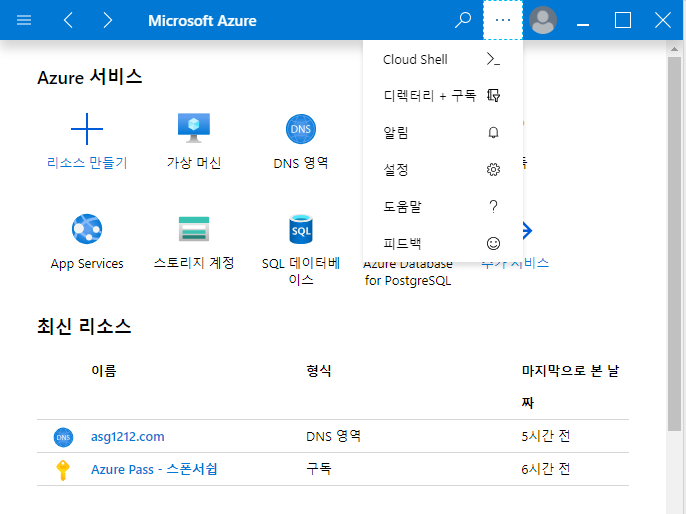 Microsoft Azure
Cloud Shell
디렉터리 + 구독
알림
설정
도움말
피드백
Azure 서비스
리소스 만들기
가상 머신
DNS
DNS 영역
App Services
스토리지 계정
SQL
SQL 데이터베
이스
Azure Database
for PostgreSQL
추가 서비스
최신 리소스
이름
형식
마지막으로 본 날
짜
DNS
asg1212.com
DNS 영역
5시간 전
Azure Pass - 스폰서쉽
구독
6시간 전